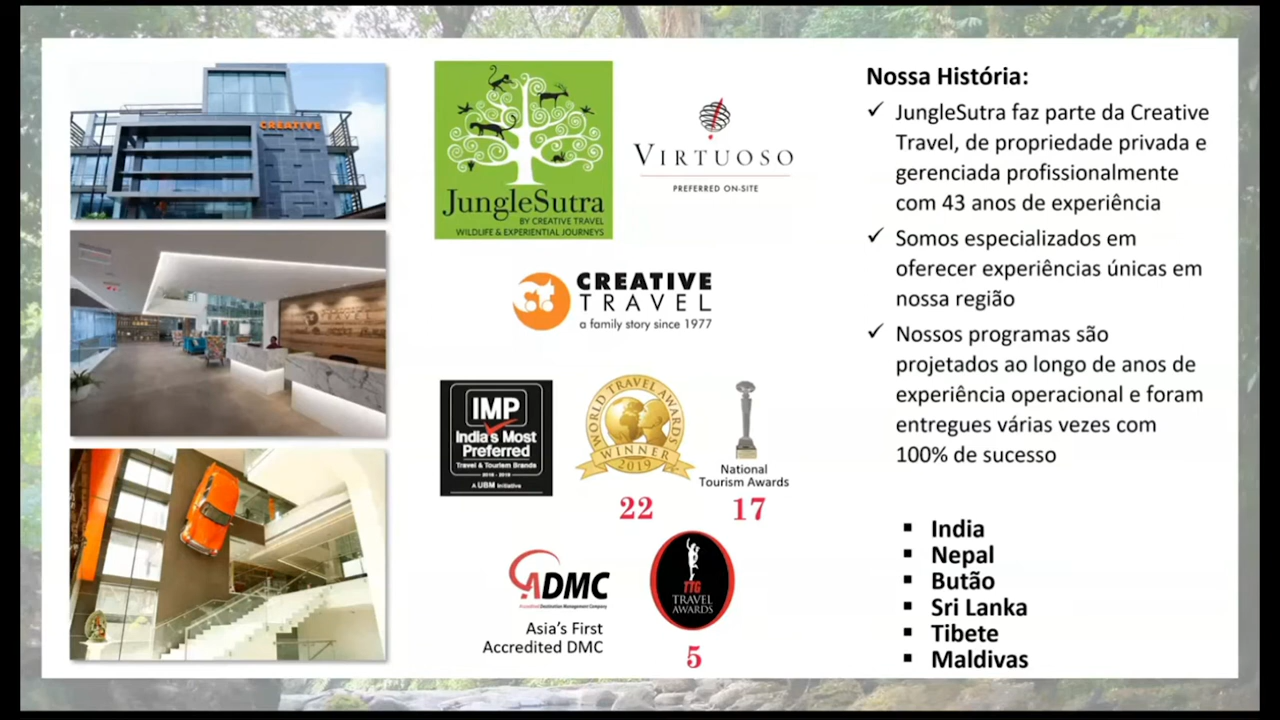 CREATIVE
JungleSutra
BY CREATIVE TRAVEL
WILDLIFE & EXPERIENTIAL JOURNEYS
VIRTUOSO
PREFERRED ON-SITE
CREATIVE
TRAVEL
a family story since 1977
IMP
India's Most
Preferred
Travel & Tourism Brands
A UBM Initiative
WORLD TRAVEL AWARDS
WINNER
2019
22
National
Tourism Awards
17
ADMC
Accredited Destination Management Company
Asia's First
Accredited DMC
TTG
TRAVEL
AWARDS
5
Nossa História:
✓ JungleSutra faz parte da Creative
Travel, de propriedade privada e
gerenciada profissionalmente
com 43 anos de experiência
✓ Somos especializados em
oferecer experiências únicas em
nossa região
✓ Nossos programas são
projetados ao longo de anos de
experiência operacional e foram
entregues várias vezes com
100% de sucesso
▪ India
▪ Nepal
▪ Butão
▪ Sri Lanka
▪ Tibete
▪ Maldivas